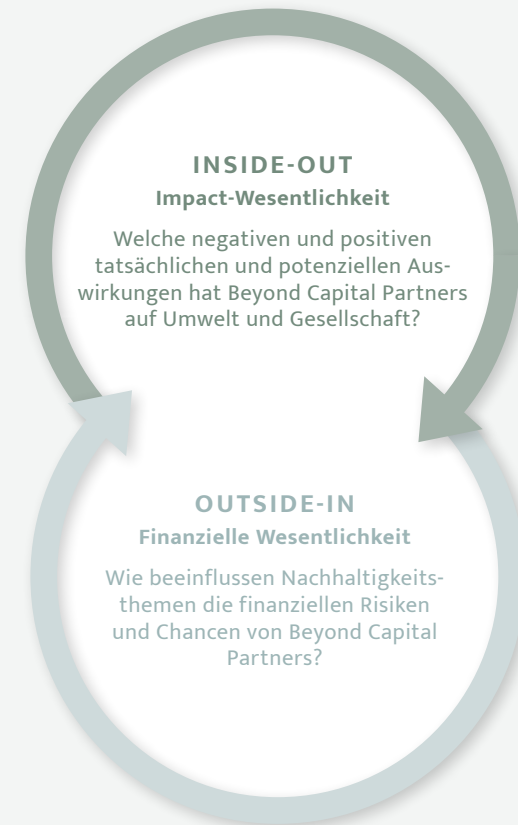 INSIDE-OUT
Impact-Wesentlichkeit
Welche negativen und positiven
tatsächlichen und potenziellen Aus-
wirkungen hat Beyond Capital Partners
auf Umwelt und Gesellschaft?
OUTSIDE-IN
Finanzielle Wesentlichkeit
Wie beeinflussen Nachhaltigkeits-
themen die finanziellen Risiken
und Chancen von Beyond Capital
Partners?